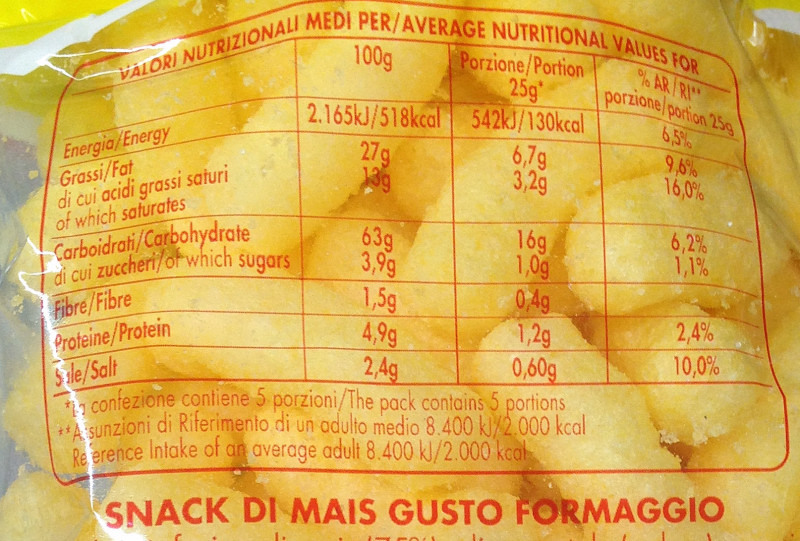 VALORI NUTRIZIONALI MEDI PER/AVERAGE NUTRITIONAL VALUES FOR
100g Porzione/Portion 25g* % AR/RI** porzione/portion 25g
Energia/Energy 2.165kJ/518kcal 542kJ/130kcal 6,5%
Grassi/Fat 27g 6,7g 9,6%
di cui acidi grassi saturi 13g 3,2g 16,0%
of which saturates
Carboidrati/Carbohydrate 63g 16g 6,2%
di cui zuccheri/of which sugars 3,9g 1,0g 1,1%
Fibre/Fibre 1,5g 0,4g
Proteine/Protein 4,9g 1,2g 2,4%
Sale/Salt 2,4g 0,60g 10,0%
*La confezione contiene 5 porzioni/The pack contains 5 portions
**Assunzioni di Riferimento di un adulto medio 8.400 kJ/2.000 kcal
Reference Intake of an average adult 8.400 kJ/2.000 kcal
SNACK DI MAIS GUSTO FORMAGGIO